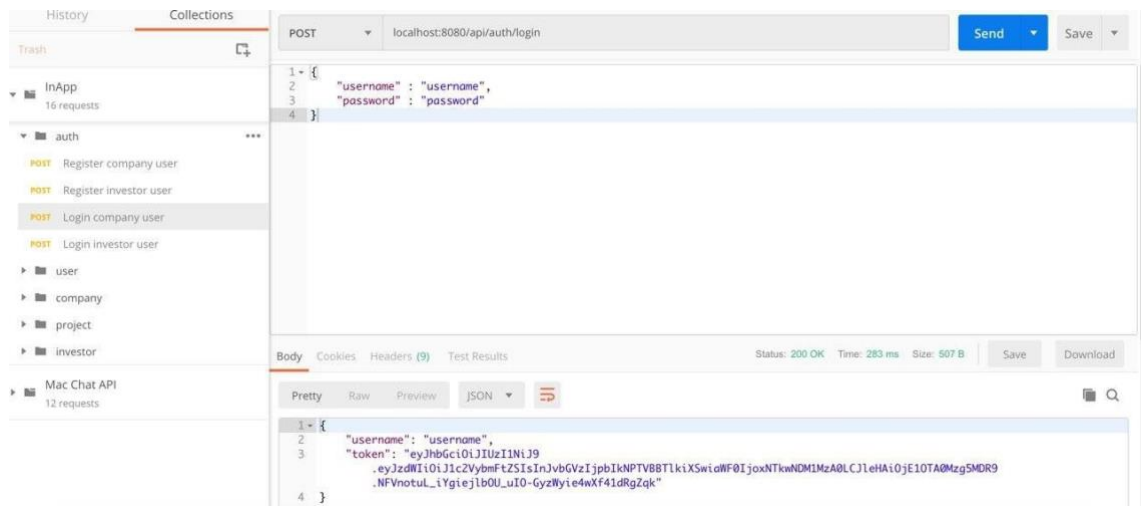 History Collections
Trash
InApp
16 requests
auth
POST Register company user
POST Register investor user
POST Login company user
POST Login investor user
user
company
project
investor
Mac Chat API
12 requests
POST localhost:8080/api/auth/login Send Save
1 {
2 "username" : "username",
3 "password" : "password"
4 }
Body Cookies Headers (9) Test Results Status: 200 OK Time: 283 ms Size: 507 B Save Download
Pretty Raw Preview JSON
1 {
2 "username": "username",
3 "token": "eyJhbGciOiJIUzI1NiJ9
.eyJzdWIiOiJ1c2VybmFtZSIsInJvbGVzIjpbIkNPTVBBTlkiXSwiaWF0IjoxNTkwNDM1MzA0LCJleHAiOjE1OTA0Mzg5MDR9
.NFVnotuL_iYgiejlbOU_uIO-GyzWyie4wXf41dRgZqk"
4 }